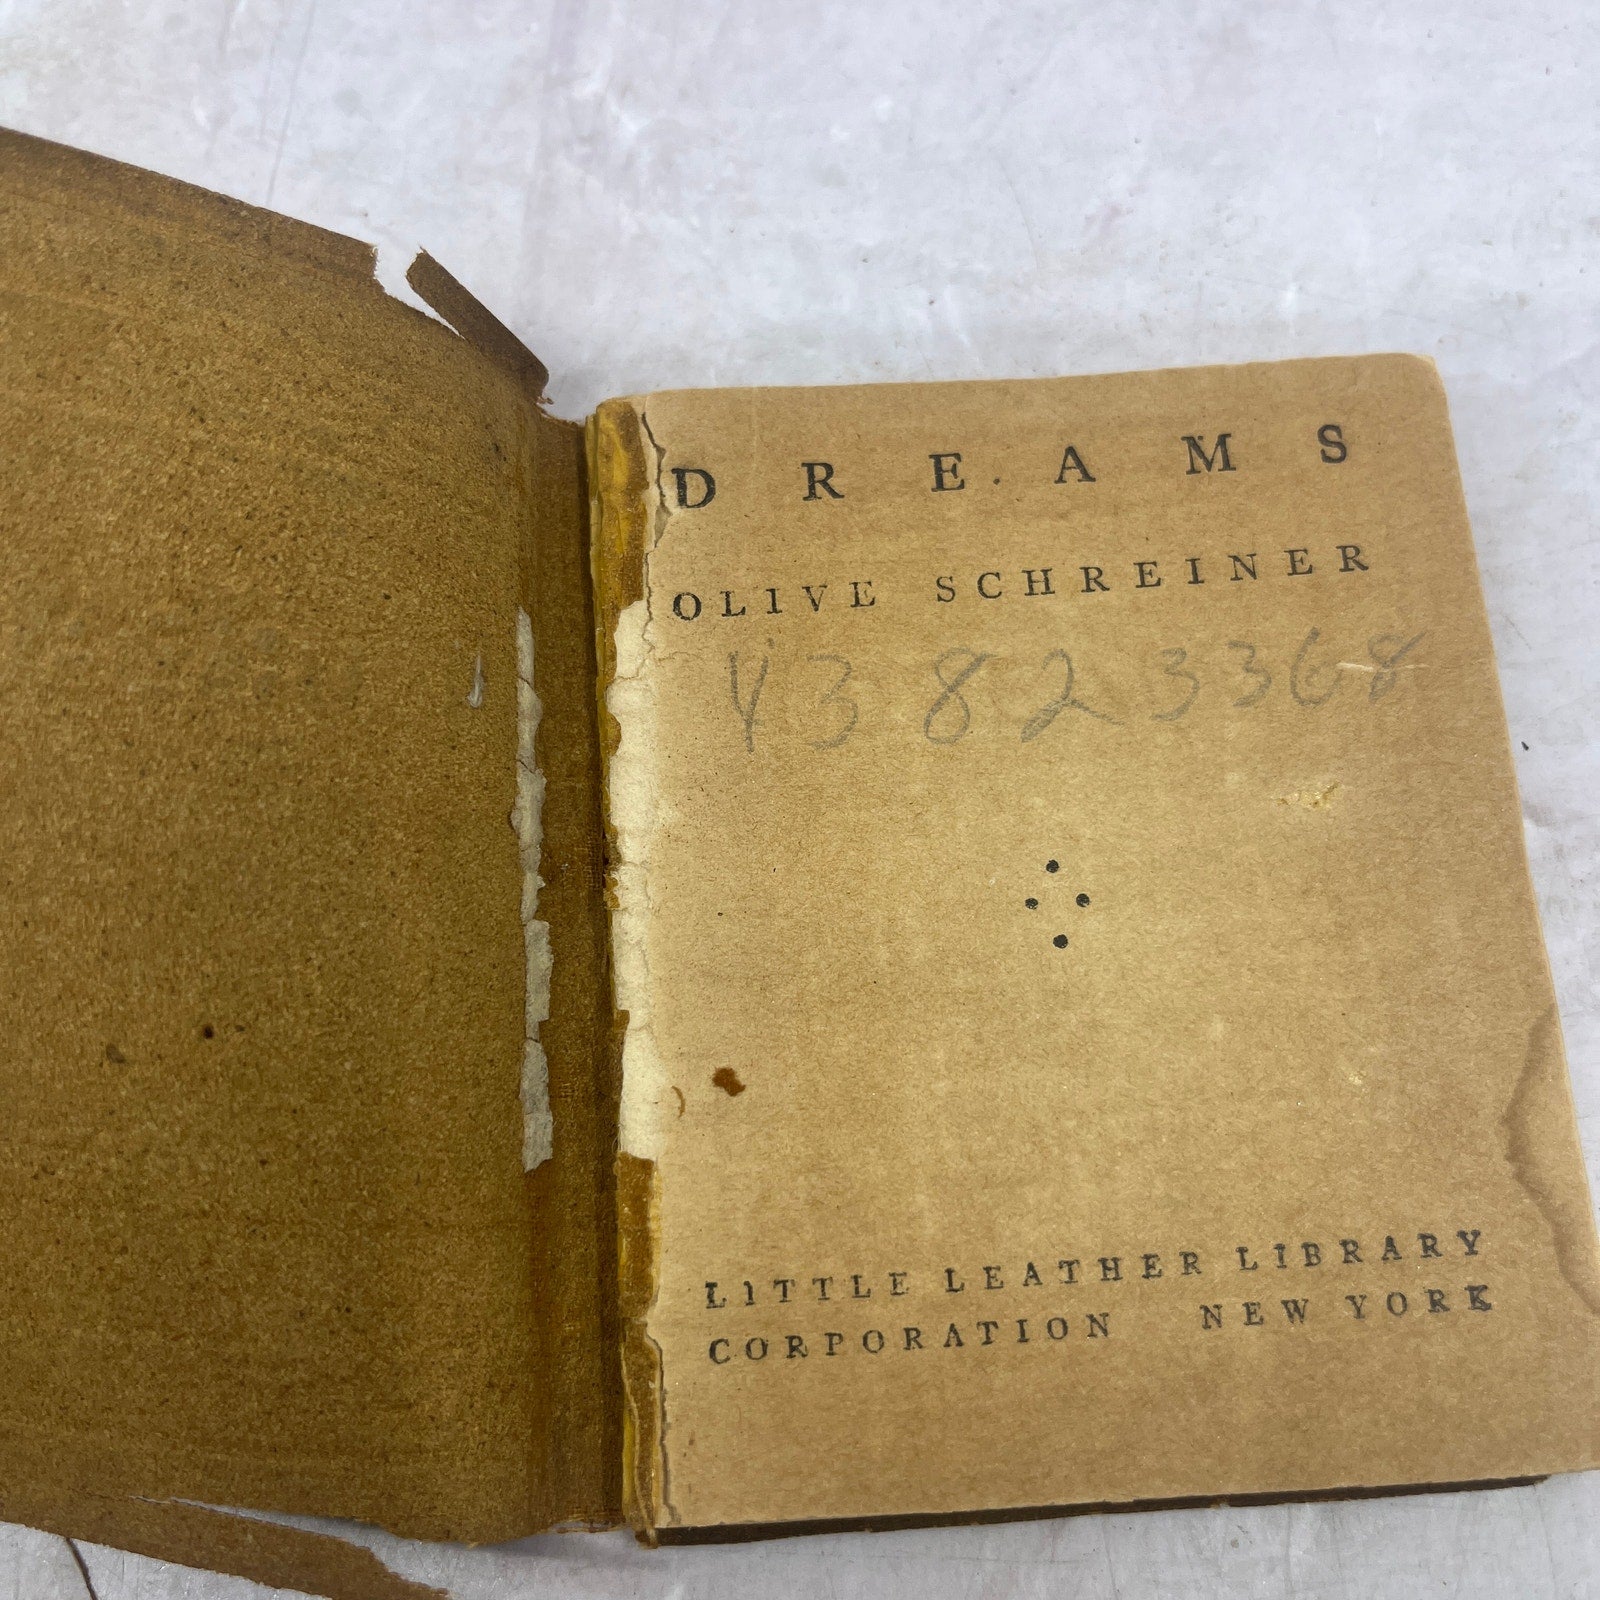 DREAMS
OLIVE SCHREINER
43823368
LITTLE LEATHER LIBRARY
CORPORATION NEW YORK